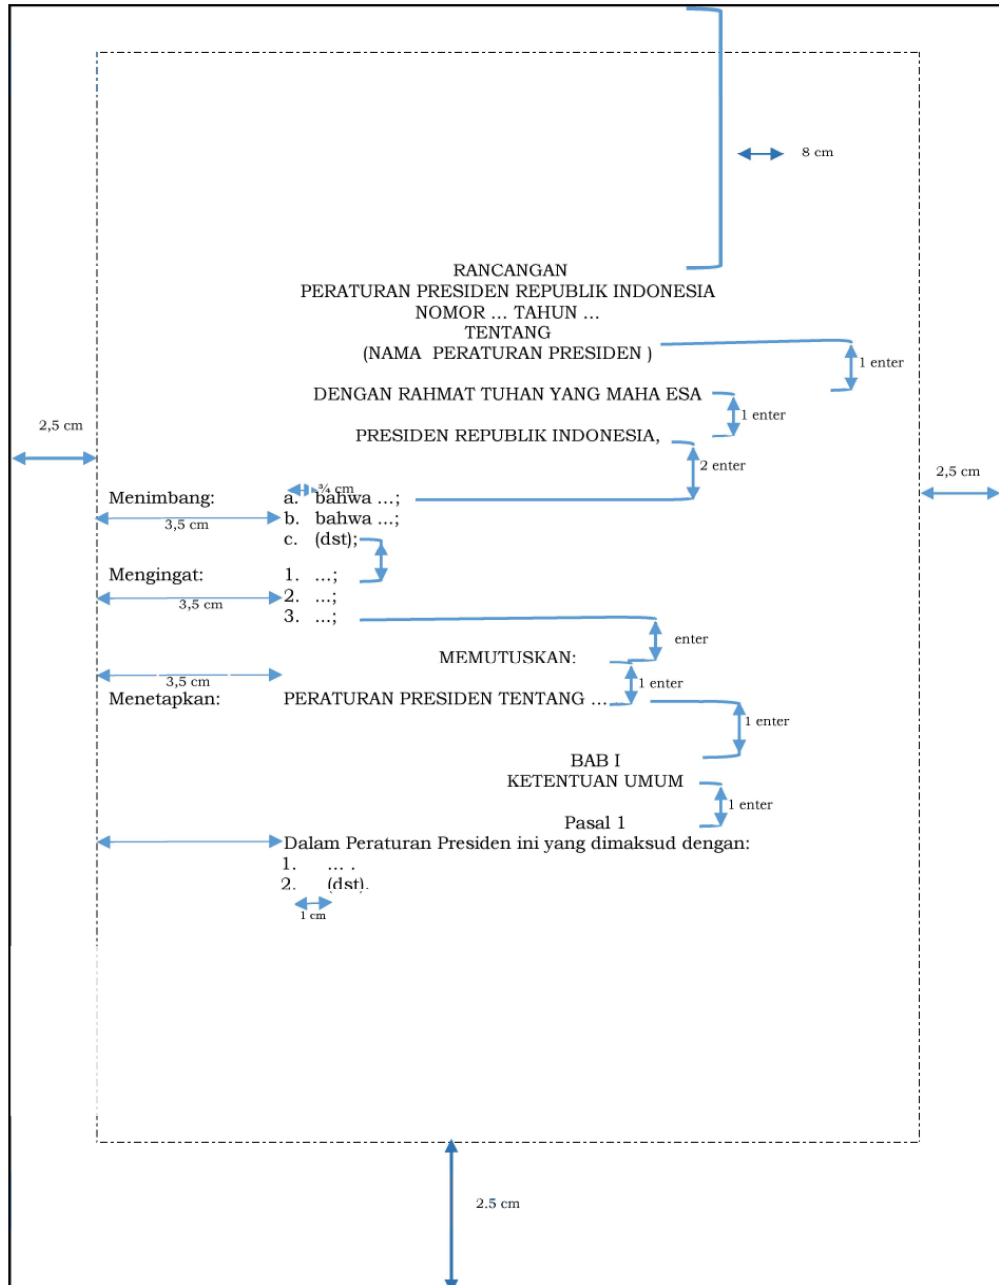 8 cm
RANCANGAN
PERATURAN PRESIDEN REPUBLIK INDONESIA
NOMOR ... TAHUN ...
TENTANG
(NAMA PERATURAN PRESIDEN )
1 enter
DENGAN RAHMAT TUHAN YANG MAHA ESA
1 enter
2,5 cm
PRESIDEN REPUBLIK INDONESIA,
2 enter
2,5 cm
¾ cm
Menimbang: a. bahwa ...;
3,5 cm b. bahwa ...;
c. (dst);
Mengingat: 1. ...;
3,5 cm 2. ...;
3. ...;
enter
MEMUTUSKAN:
3,5 cm 1 enter
Menetapkan: PERATURAN PRESIDEN TENTANG ...
1 enter
BAB I
KETENTUAN UMUM
1 enter
Pasal 1
Dalam Peraturan Presiden ini yang dimaksud dengan:
1. ... .
2. (dst).
1 cm
2.5 cm